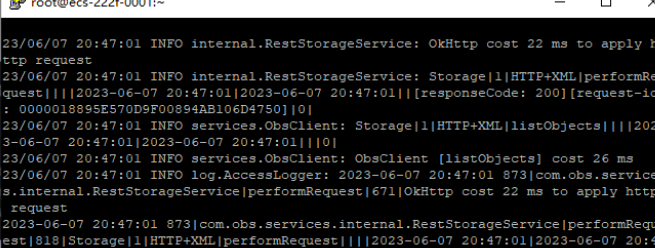 root@ecs-222f-0001:~
23/06/07 20:47:01 INFO internal.RestStorageService: OkHttp cost 22 ms to apply h
ttp request
23/06/07 20:47:01 INFO internal.RestStorageService: Storage|1|HTTP+XML|performRe
quest||||2023-06-07 20:47:01|2023-06-07 20:47:01||[responseCode: 200][request-id
: 0000018895E570D9F00894AB106D4750]|0|
23/06/07 20:47:01 INFO services.ObsClient: Storage|1|HTTP+XML|listObjects||||202
3-06-07 20:47:01|2023-06-07 20:47:01|||0|
23/06/07 20:47:01 INFO services.ObsClient: ObsClient [listObjects] cost 26 ms
23/06/07 20:47:01 INFO log.AccessLogger: 2023-06-07 20:47:01 873|com.obs.service
s.internal.RestStorageService|performRequest|671|OkHttp cost 22 ms to apply http
request
2023-06-07 20:47:01 873|com.obs.services.internal.RestStorageService|performRequ
est|818|Storage|1|HTTP+XML|performRequest||||2023-06-07 20:47:01|2023-06-07 20:4